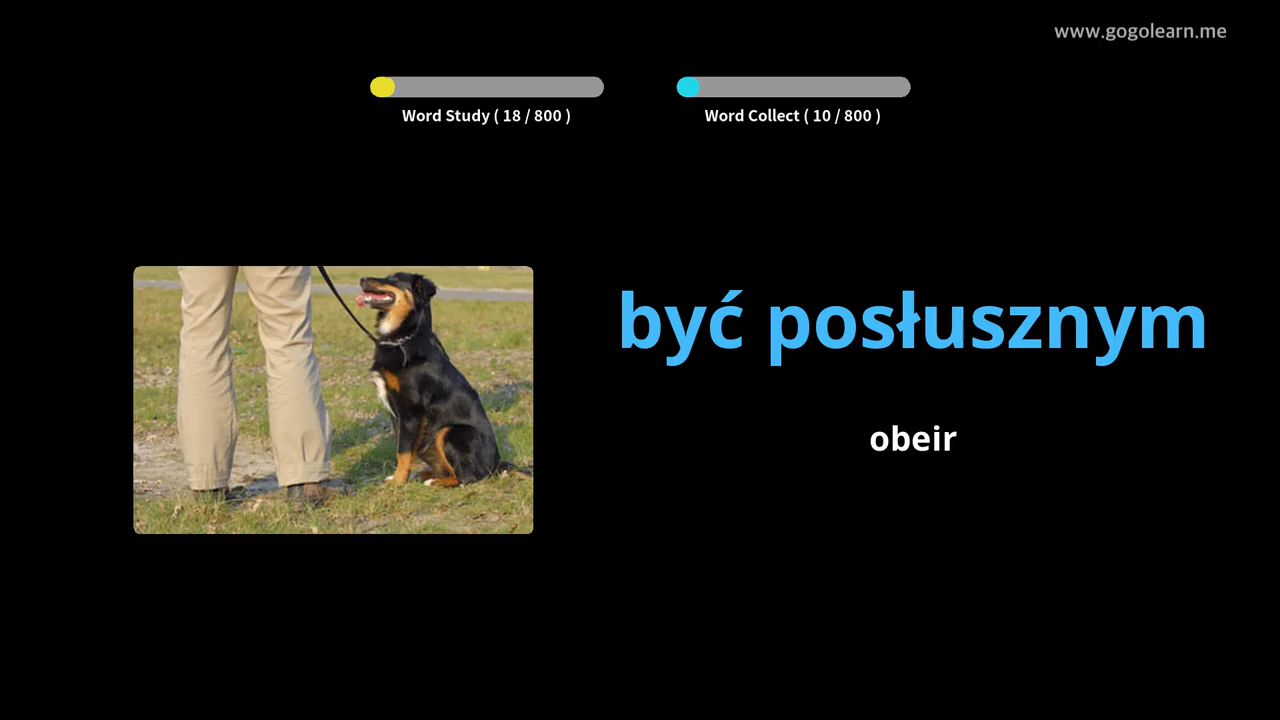 www.gogolearn.me
Word Study ( 18 / 800 )
Word Collect ( 10 / 800 )
być posłusznym
obeir